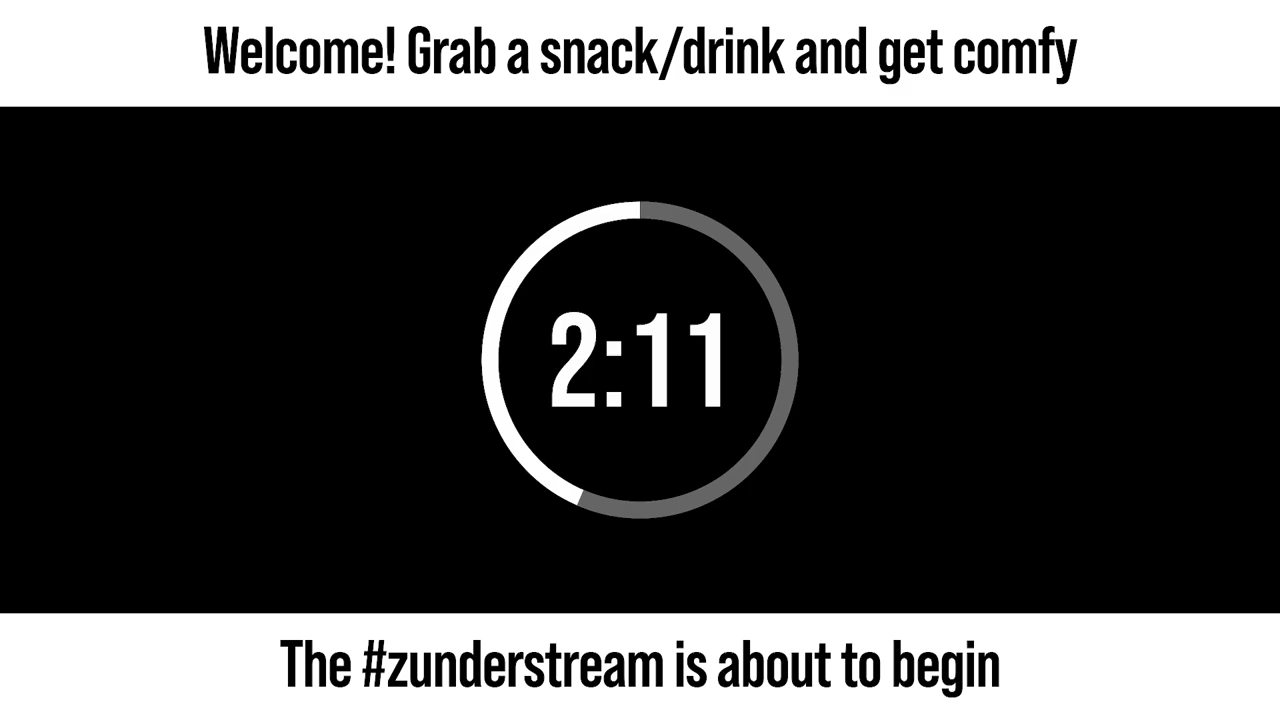 Welcome! Grab a snack/drink and get comfy
2:11
The #zunderstream is about to begin